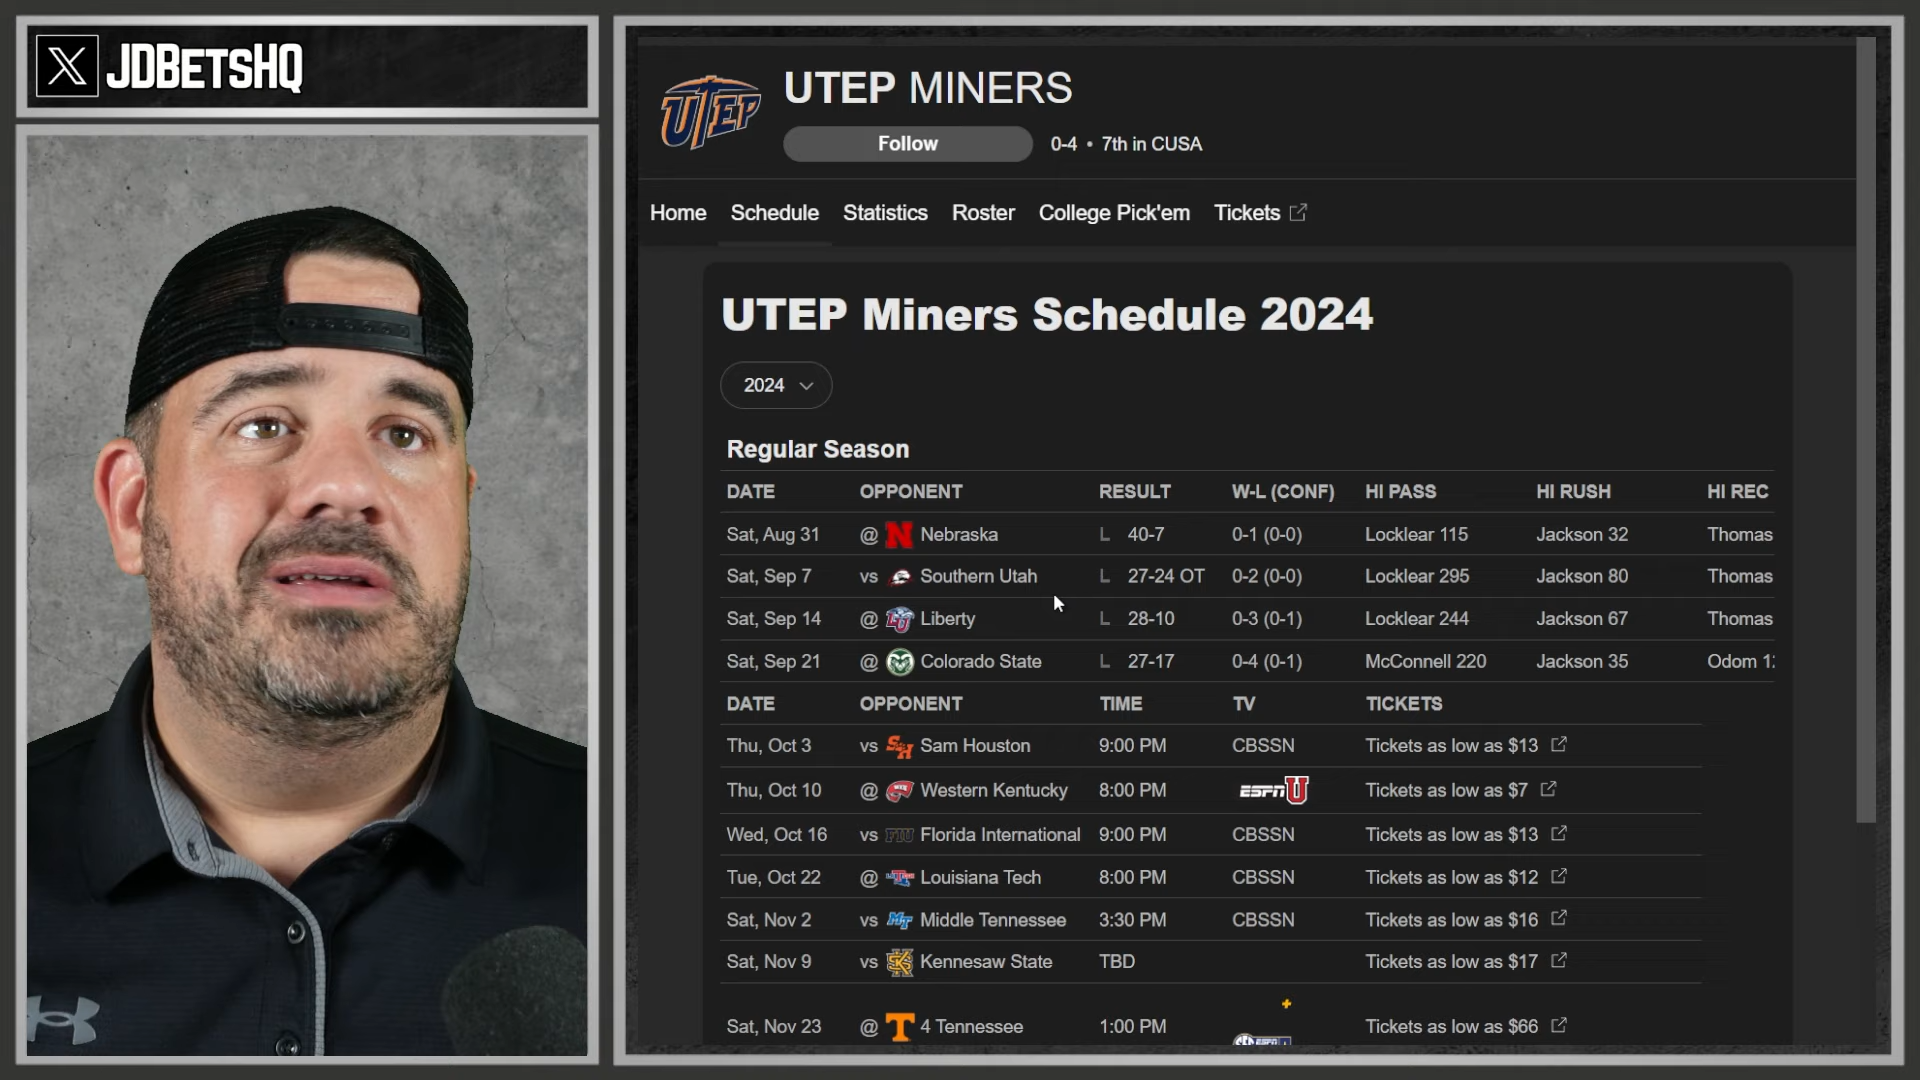 X JDBETSHQ
UTEP UTEP MINERS
Follow 0-4 • 7th in CUSA
Home Schedule Statistics Roster College Pick'em Tickets
UTEP Miners Schedule 2024
2024
Regular Season
DATE OPPONENT RESULT W-L (CONF) HI PASS HI RUSH HI REC
Sat, Aug 31 @ N Nebraska L 40-7 0-1 (0-0) Locklear 115 Jackson 32 Thomas
Sat, Sep 7 vs Southern Utah L 27-24 OT 0-2 (0-0) Locklear 295 Jackson 80 Thomas
Sat, Sep 14 @ LU Liberty L 28-10 0-3 (0-1) Locklear 244 Jackson 67 Thomas
Sat, Sep 21 @ Colorado State L 27-17 0-4 (0-1) McConnell 220 Jackson 35 Odom
DATE OPPONENT TIME TV TICKETS
Thu, Oct 3 vs SH Sam Houston 9:00 PM CBSSN Tickets as low as $13
Thu, Oct 10 @ Western Kentucky 8:00 PM ESPNU Tickets as low as $7
Wed, Oct 16 vs FIU Florida International 9:00 PM CBSSN Tickets as low as $13
Tue, Oct 22 @ Louisiana Tech 8:00 PM CBSSN Tickets as low as $12
Sat, Nov 2 vs MT Middle Tennessee 3:30 PM CBSSN Tickets as low as $16
Sat, Nov 9 vs KS Kennesaw State TBD Tickets as low as $17
Sat, Nov 23 @ T 4 Tennessee 1:00 PM Tickets as low as $66